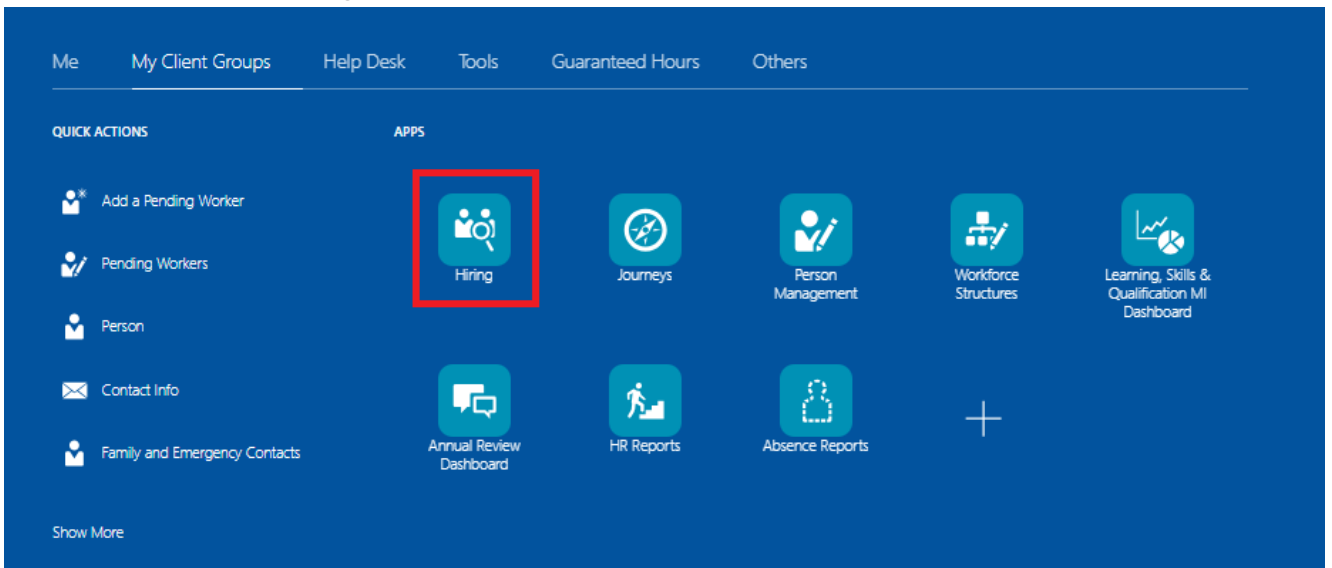 Me
My Client Groups
Help Desk
Tools
Guaranteed Hours
Others
QUICK ACTIONS
APPS
Add a Pending Worker
Pending Workers
Person
Contact Info
Family and Emergency Contacts
Show More
Hiring
Journeys
Person
Management
Workforce
Structures
Learning, Skills &
Qualification MI
Dashboard
Annual Review
Dashboard
HR Reports
Absence Reports